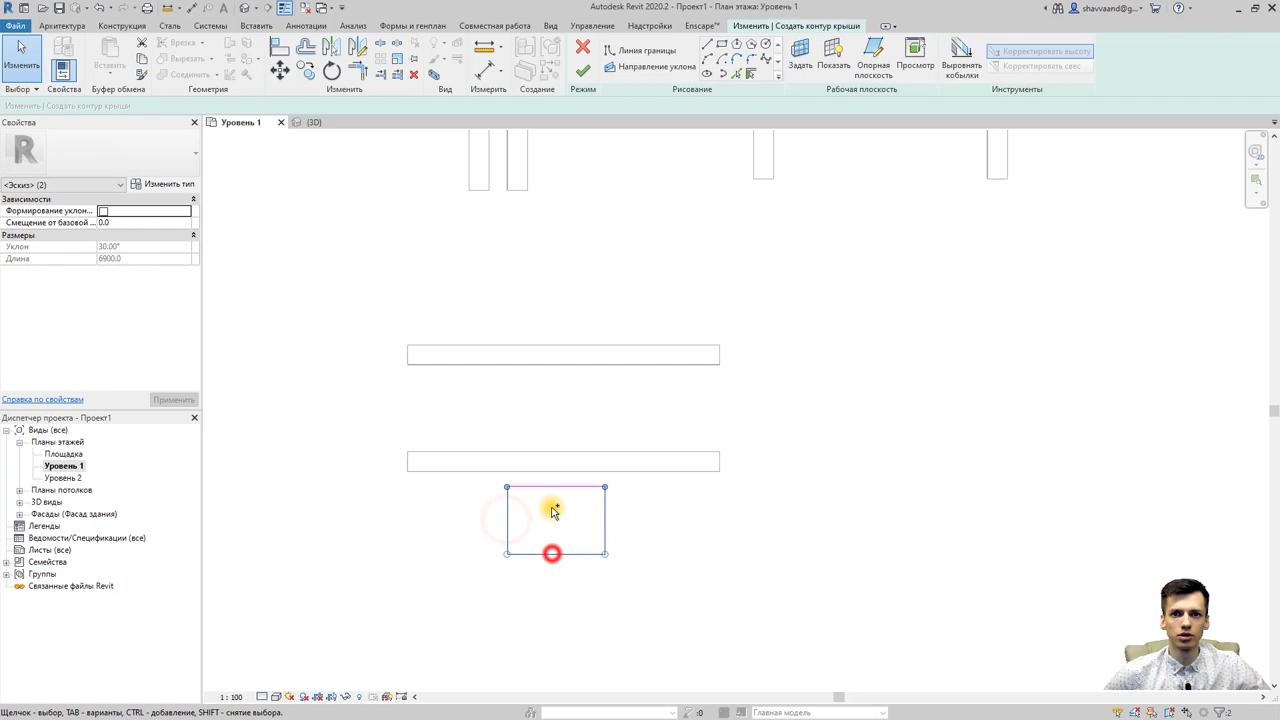 Autodesk Revit 2020.2 - Проект1 - План этажа: Уровень 1
shavvaand@g...
Файл Архитектура Конструкция Сталь Системы Вставить Аннотации Анализ Формы и генплан Совместная работа Вид Управление Надстройки Enscape™ Изменить | Создать контур крыши
Изменить
Вставить
Врезка
Вырезать
Соединить
Линия границы
Направление уклона
Задать Показать Опорная плоскость Просмотр Выровнять кобылки
Корректировать высоту
Корректировать свес
Выбор Свойства Буфер обмена Геометрия Изменить Вид Измерить Создание Режим Рисование Рабочая плоскость Инструменты
Изменить | Создать контур крыши
Свойства
Уровень 1
{3D}
<Эскиз> (2)
Изменить тип
Зависимости
Формирование уклон...
Смещение от базовой ... 0.0
Размеры
Уклон 30.00°
Длина 6900.0
Справка по свойствам
Применить
Диспетчер проекта - Проект1
Виды (все)
Планы этажей
Площадка
Уровень 1
Уровень 2
Планы потолков
3D виды
Фасады (Фасад здания)
Легенды
Ведомости/Спецификации (все)
Листы (все)
Семейства
Группы
Связанные файлы Revit
1 : 100
Щелчок - выбор, TAB - варианты, CTRL - добавление, SHIFT - снятие выбора.
:0
Главная модель
:2